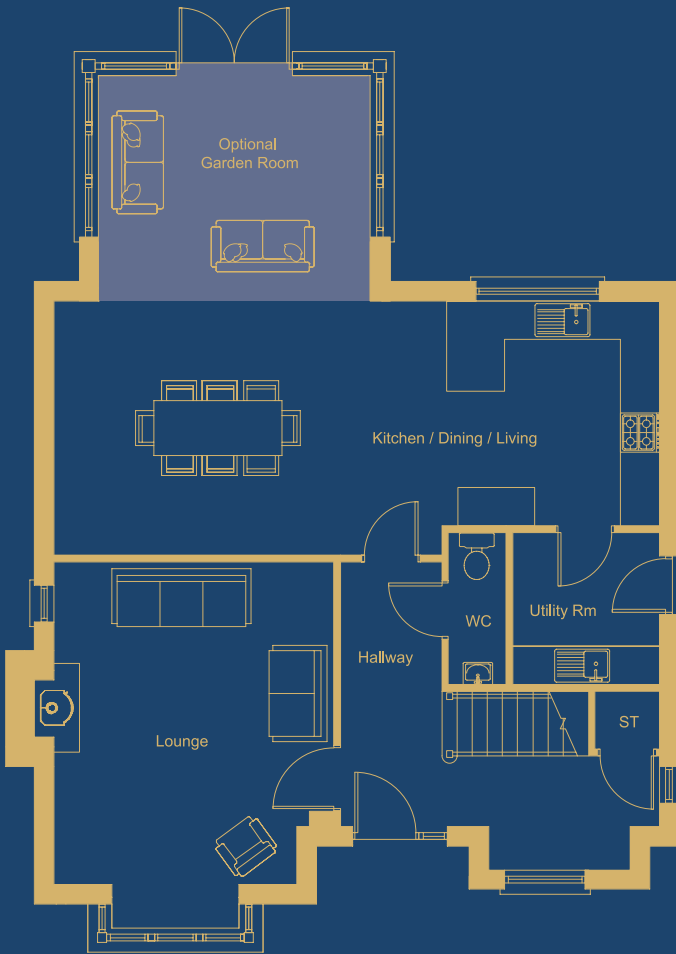 Optional
Garden Room
Kitchen / Dining / Living
Utility Rm
WC
Hallway
ST
Lounge